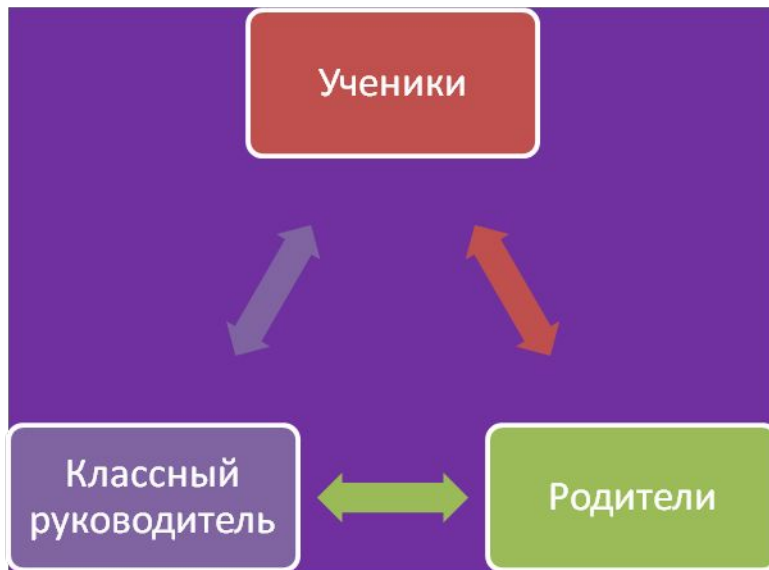 Ученики
Классный
руководитель
Родители